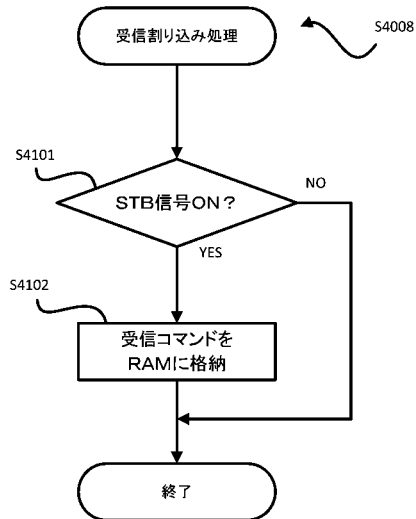 受信割り込み処理
S4008
S4101
STB信号ON？
NO
YES
S4102
受信コマンドを
RAMに格納
終了